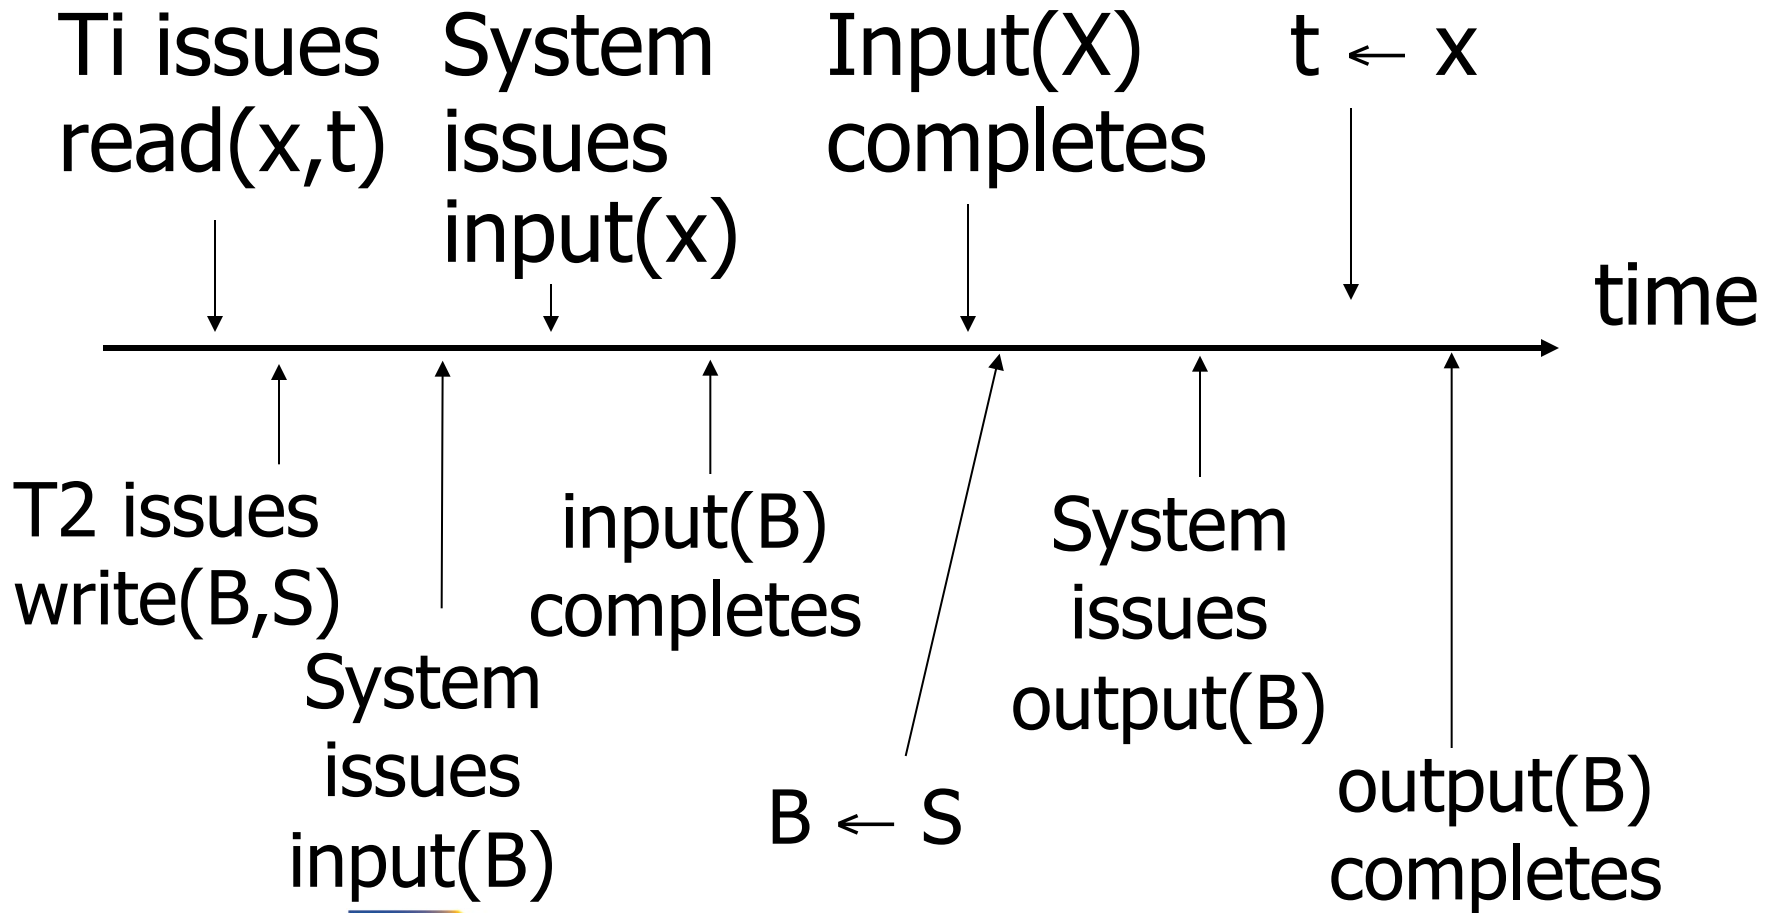 Ti issues
read(x,t)
System
issues
input(x)
Input(X)
completes
t ← x
time
T2 issues
write(B,S)
System
issues
input(B)
input(B)
completes
B ← S
System
issues
output(B)
output(B)
completes